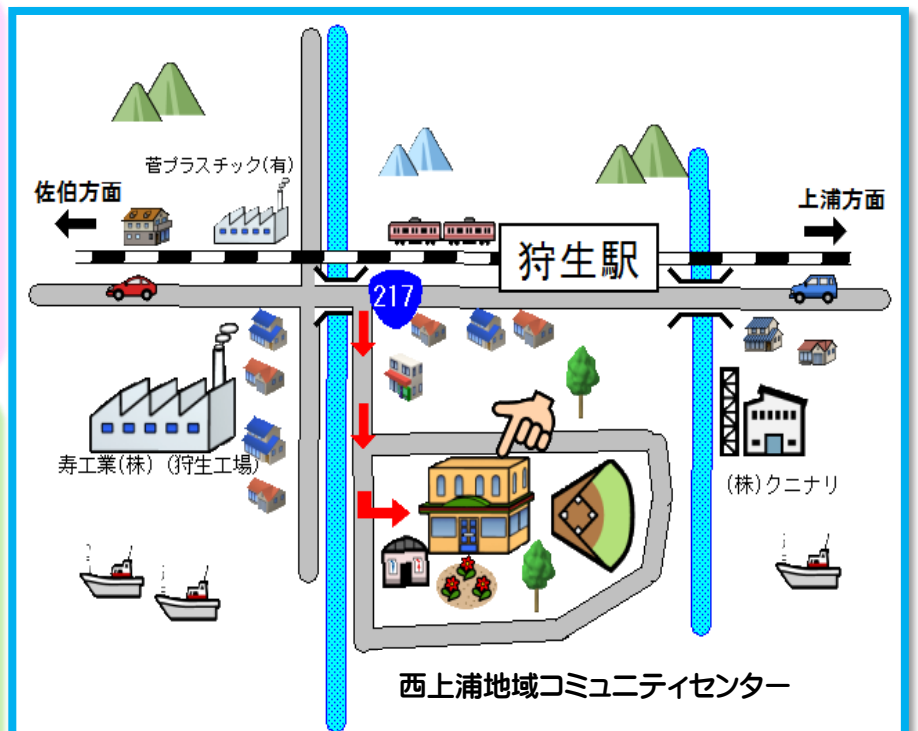 菅プラスチック(有)
佐伯方面
上浦方面
狩生駅
217
寿工業(株)(狩生工場)
(株)クニナリ
西上浦地域コミュニティセンター